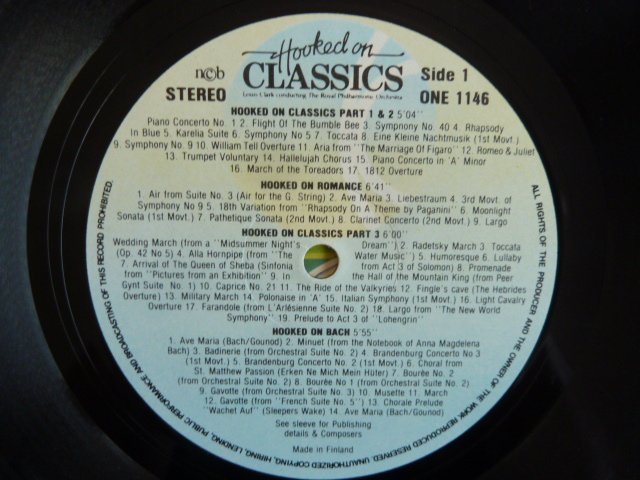 Hooked on
CLASSICS
Louis Clark conducting The Royal Philharmonic Orchestra
ncb
STEREO
Side 1
ONE 1146
HOOKED ON CLASSICS PART 1 & 2 5'04"
Piano Concerto No. 1 2. Flight Of The Bumble Bee 3. Symphony No. 40 4. Rhapsody
In Blue 5. Karelia Suite 6. Symphony No 5 7. Toccata 8. Eine Kleine Nachtmusik (1st Movt.)
9. Symphony No. 9 10. William Tell Overture 11. Aria from "The Marriage Of Figaro" 12. Romeo & Juliet
13. Trumpet Voluntary 14. Hallelujah Chorus 15. Piano Concerto in 'A' Minor
16. March of the Toreadors 17. 1812 Overture
HOOKED ON ROMANCE 6'41"
1. Air from Suite No. 3 (Air for the G. String) 2. Ave Maria 3. Liebestraum 4. 3rd Movt. of
Symphony No. 9 5. 18th Variation from "Rhapsody On A Theme by Paganini" 6. Moonlight
Sonata (1st Movt.) 7. Pathetique Sonata (2nd Movt.) 8. Clarinet Concerto (2nd Movt.) 9. Largo
HOOKED ON CLASSICS PART 3 6'00"
Wedding March (from a "Midsummer Night's Dream") 2. Radetsky March 3. Toccata
(Op. 42 No 5) 4. Alla Hornpipe (from "The Water Music") 5. Humoresque 6. Lullaby
7. Arrival of The Queen of Sheba (Sinfonia from Act 3 of Solomon) 8. Promenade
from "Pictures from an Exhibition" 9. In the Hall of the Mountain King (from Peer
Gynt Suite No. 1) 10. Caprice No. 21 11. The Ride of the Valkyries 12. Fingle's cave (The Hebrides
Overture) 13. Military March 14. Polonaise in 'A' 15. Italian Symphony (1st Movt.) 16. Light Cavalry
Overture 17. Farandole (from L'Arlésienne Suite No. 2) 18. Largo from "The New World
Symphony" 19. Prelude to Act 3 of "Lohengrin"
HOOKED ON BACH 5'55"
1. Ave Maria (Bach/Gounod) 2. Minuet (from the Notebook of Anna Magdelena
Bach) 3. Badinerie (from Orchestral Suite No. 2) 4. Brandenburg Concerto No 3
(1st Movt.) 5. Brandenburg Concerto No. 2 (1st Movt.) 6. Choral from
St. Matthew Passion (Erken Ne Mich Mein Hüter) 7. Bourée No. 2
(from Orchestral Suite No. 2) 8. Bourée No 1 (from Orchestral Suite No. 2)
9. Gavotte (from Orchestral Suite No. 3) 10. Musette 11. March
12. Gavotte (from "French Suite No. 5") 13. Chorale Prelude
"Wachet Auf" (Sleepers Wake) 14. Ave Maria (Bach/Gounod)
See sleeve for Publishing
details & Composers
Made in Finland
ALL RIGHTS OF THE PRODUCER AND THE OWNER OF THE WORK REPRODUCED RESERVED. UNAUTHORIZED COPYING, HIRING, LENDING, PUBLIC PERFORMANCE AND BROADCASTING OF THIS RECORD PROHIBITED